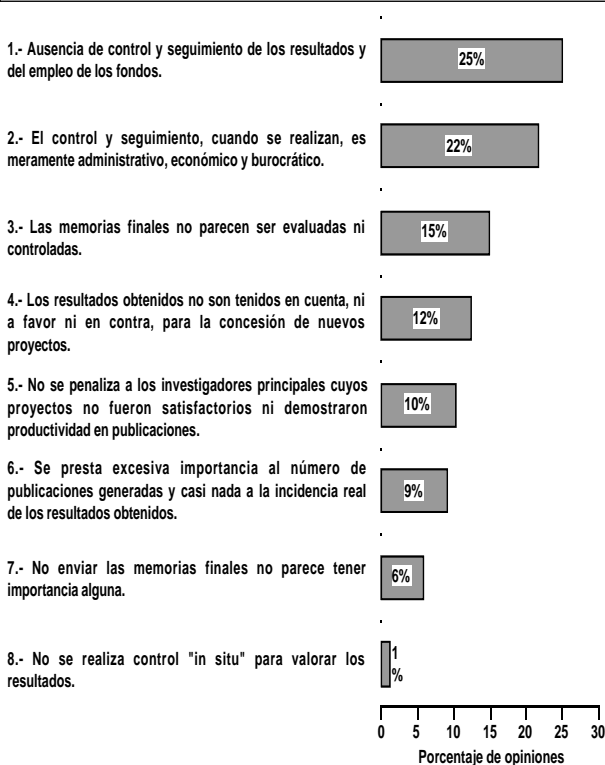 1.- Ausencia de control y seguimiento de los resultados y
del empleo de los fondos.
25%
2.- El control y seguimiento, cuando se realizan, es
meramente administrativo, económico y burocrático.
22%
3.- Las memorias finales no parecen ser evaluadas ni
controladas.
15%
4.- Los resultados obtenidos no son tenidos en cuenta, ni
a favor ni en contra, para la concesión de nuevos
proyectos.
12%
5.- No se penaliza a los investigadores principales cuyos
proyectos no fueron satisfactorios ni demostraron
productividad en publicaciones.
10%
6.- Se presta excesiva importancia al número de
publicaciones generadas y casi nada a la incidencia real
de los resultados obtenidos.
9%
7.- No enviar las memorias finales no parece tener
importancia alguna.
6%
8.- No se realiza control "in situ" para valorar los
resultados.
1
%
0 5 10 15 20 25 30
Porcentaje de opiniones